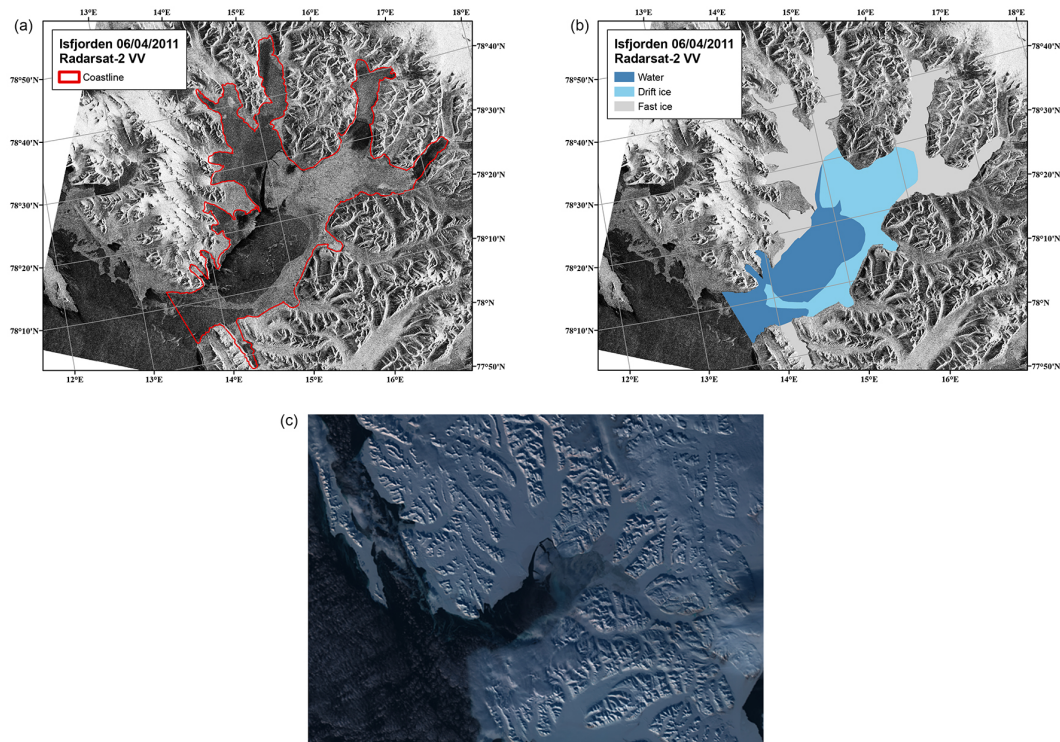 (a)
13°E 14°E 15°E 16°E 17°E 18°E
Isfjorden 06/04/2011
Radarsat-2 VV
Coastline
78°50'N
78°40'N
78°30'N
78°20'N
78°10'N
78°40'N
78°30'N
78°20'N
78°10'N
78°N
77°50'N
12°E 13°E 14°E 15°E 16°E
(b)
13°E 14°E 15°E 16°E 17°E 18°E
Isfjorden 06/04/2011
Radarsat-2 VV
Water
Drift ice
Fast ice
78°50'N
78°40'N
78°30'N
78°20'N
78°10'N
78°40'N
78°30'N
78°20'N
78°10'N
78°N
77°50'N
12°E 13°E 14°E 15°E 16°E
(c)